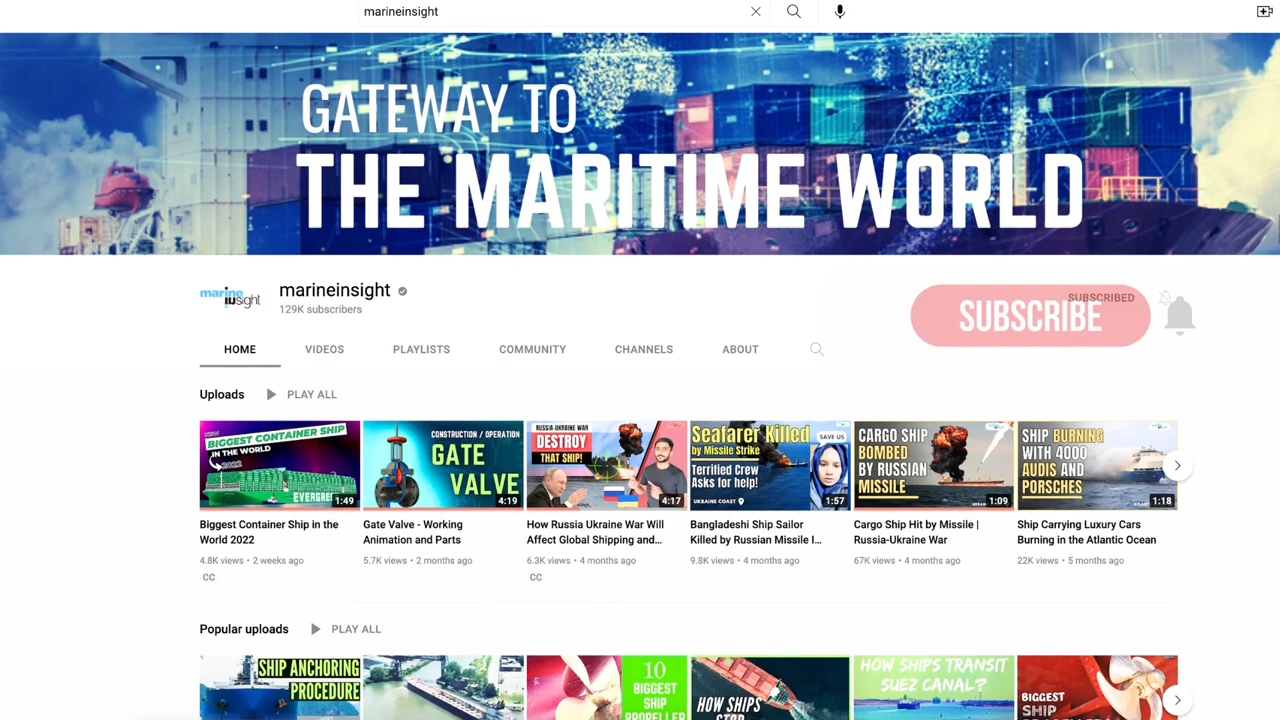 marineinsight
GATEWAY TO
THE MARITIME WORLD
marine
insight
marineinsight
129K subscribers
SUBSCRIBED
SUBSCRIBE
HOME
VIDEOS
PLAYLISTS
COMMUNITY
CHANNELS
ABOUT
Uploads
PLAY ALL
BIGGEST CONTAINER SHIP
IN THE WORLD
2022
EVERGRE
1:49
CONSTRUCTION / OPERATION
GATE
VALVE
4:19
RUSSIA-UKRAINE WAR
DESTROY
THAT SHIP!
4:17
Seafarer Killed
by Missile Strike
Terrified Crew
Asks for help!
UKRAINE COAST
SAVE US
1:57
CARGO SHIP
BOMBED
BY RUSSIAN
MISSILE
1:09
SHIP BURNING
WITH 4000
AUDIS AND
PORSCHES
1:18
Biggest Container Ship in the
World 2022
4.8K views • 2 weeks ago
CC
Gate Valve - Working
Animation and Parts
5.7K views • 2 months ago
How Russia Ukraine War Will
Affect Global Shipping and...
6.3K views • 4 months ago
CC
Bangladeshi Ship Sailor
Killed by Russian Missile I...
9.8K views • 4 months ago
Cargo Ship Hit by Missile |
Russia-Ukraine War
67K views • 4 months ago
Ship Carrying Luxury Cars
Burning in the Atlantic Ocean
22K views • 5 months ago
Popular uploads
PLAY ALL
SHIP ANCHORING
PROCEDURE
10
BIGGEST
SHIP
PROPELLER
HOW SHIPS
STOP
HOW SHIPS TRANSIT
SUEZ CANAL?
BIGGEST
SHIP